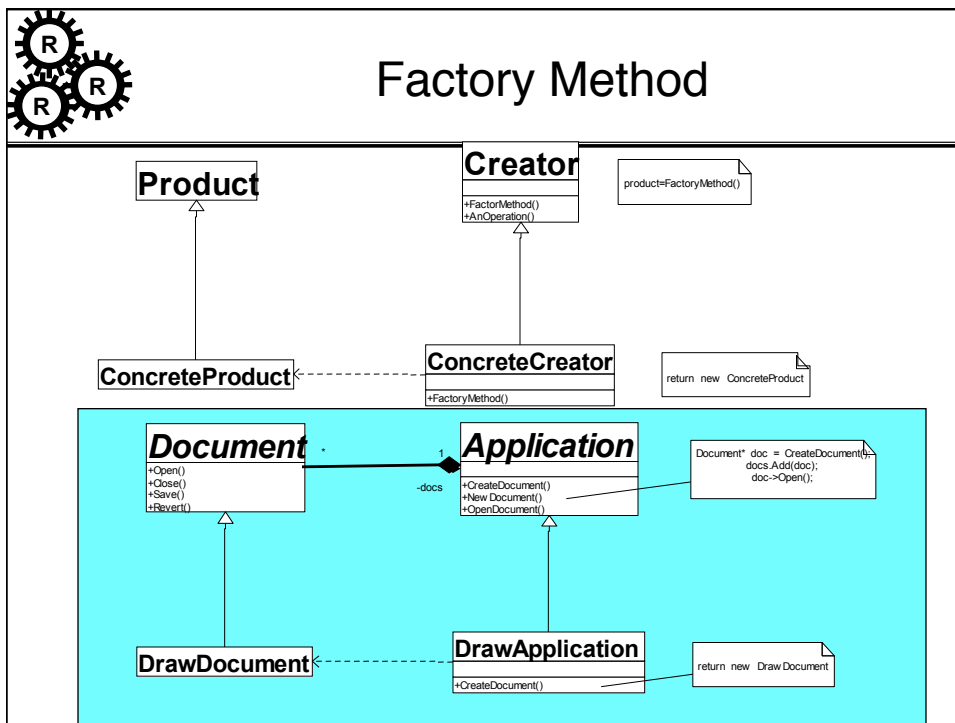 R
R
R
Factory Method
Product
Creator
+FactorMethod()
+AnOperation()
product=FactoryMethod()
ConcreteProduct
ConcreteCreator
+FactoryMethod()
return new ConcreteProduct
Document
+Open()
+Close()
+Save()
+Revert()
*
1
-docs
Application
+CreateDocument()
+New Document()
+OpenDocument()
Document* doc = CreateDocument();
docs.Add(doc);
doc->Open();
DrawDocument
DrawApplication
+CreateDocument()
return new Draw Document